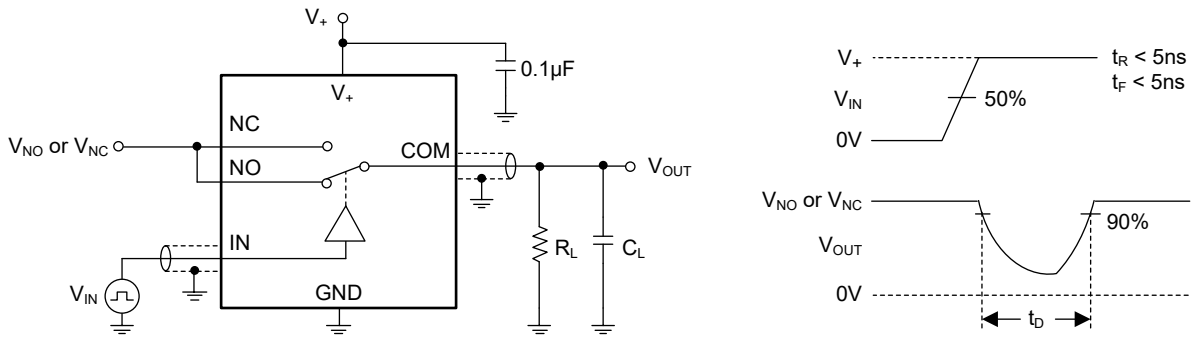 V+
0.1µF
V+
NC
VNO or VNC
NO
COM
VOUT
IN
RL
CL
VIN
GND
V+
tR < 5ns
tF < 5ns
VIN
50%
0V
VNO or VNC
90%
VOUT
0V
tD